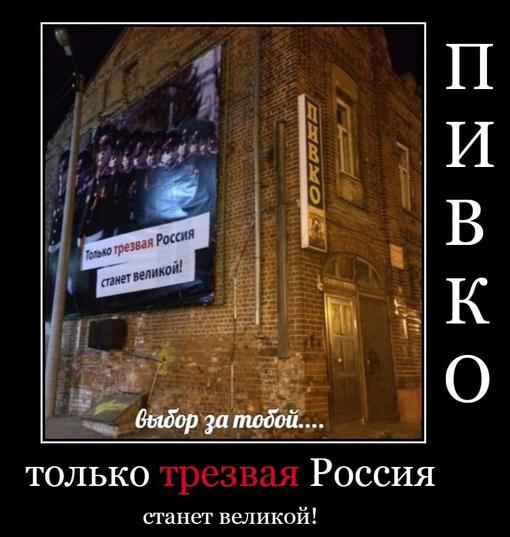 Только трезвая Россия
станет великой!
ПИВКО
выбор за тобой....
ПИВКО
только трезвая Россия
станет великой!